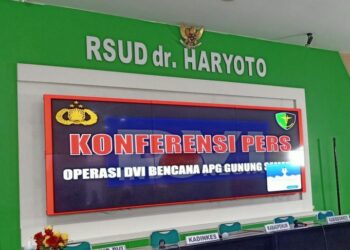 RSUD dr. HARYOTO
KONFERENSI PERS
OPERASI DVI BENCANA APG GUNUNG
KADINKES